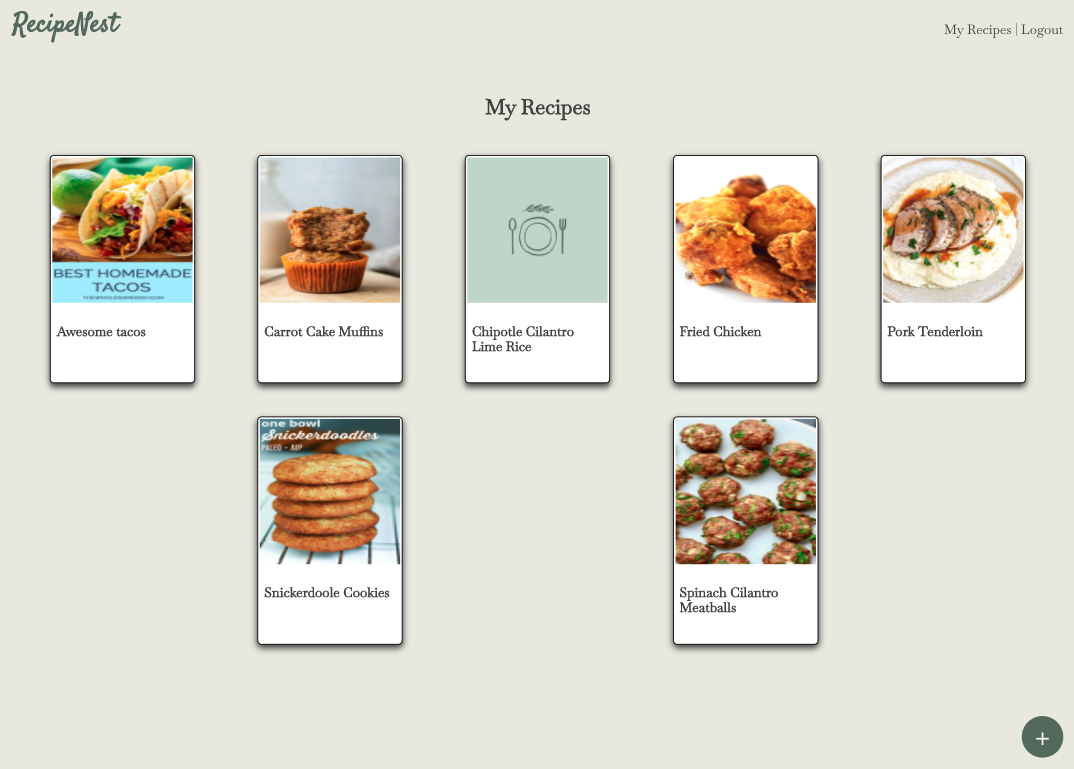 RecipeNest
My Recipes | Logout
My Recipes
BEST HOMEMADE
TACOS
Awesome tacos
Carrot Cake Muffins
Chipotle Cilantro
Lime Rice
Fried Chicken
Pork Tenderloin
one bowl
Snickerdoodles
PALEO - AIP
Snickerdoole Cookies
Spinach Cilantro
Meatballs
+